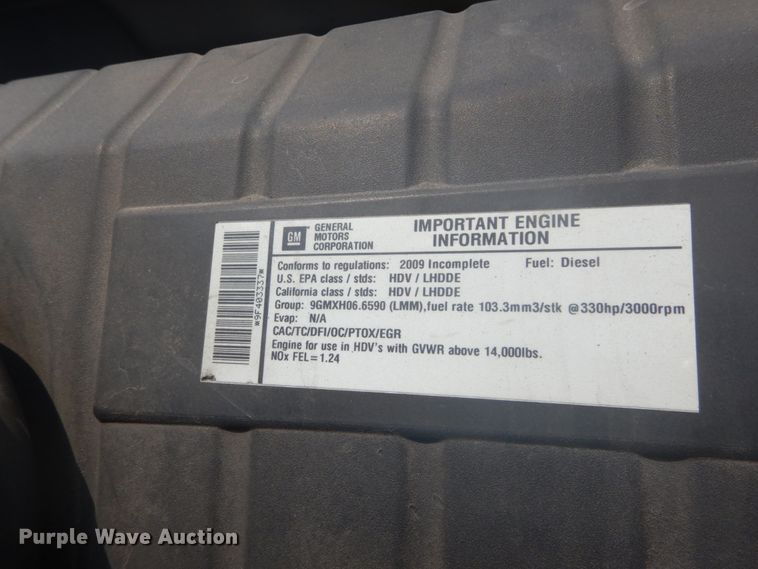 GM
GENERAL
MOTORS
CORPORATION
IMPORTANT ENGINE
INFORMATION
Conforms to regulations: 2009 Incomplete Fuel: Diesel
U.S. EPA class / stds: HDV / LHDDE
California class / stds: HDV / LHDDE
Group: 9GMXH06.6590 (LMM),fuel rate 103.3mm3/stk @330hp/3000rpm
Evap: N/A
CAC/TC/DFI/OC/PTOX/EGR
Engine for use in HDV's with GVWR above 14,000lbs.
NOx FEL=1.24
*9F403337*
Purple Wave Auction